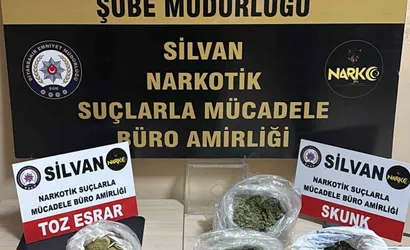 ŞUBE MÜDÜRLÜĞÜ
SİLVAN
NARKOTİK
SUÇLARLA MÜCADELE
BÜRO AMİRLİĞİ
NARKO
SİLVAN
NARKOTİK SUÇLARLA
MÜCADELE BÜRO AMİRLİĞİ
TOZ ESRAR
SİLVAN
NARKOTİK SUÇLARLA
MÜCADELE BÜRO AMİRLİĞİ
SKUNK